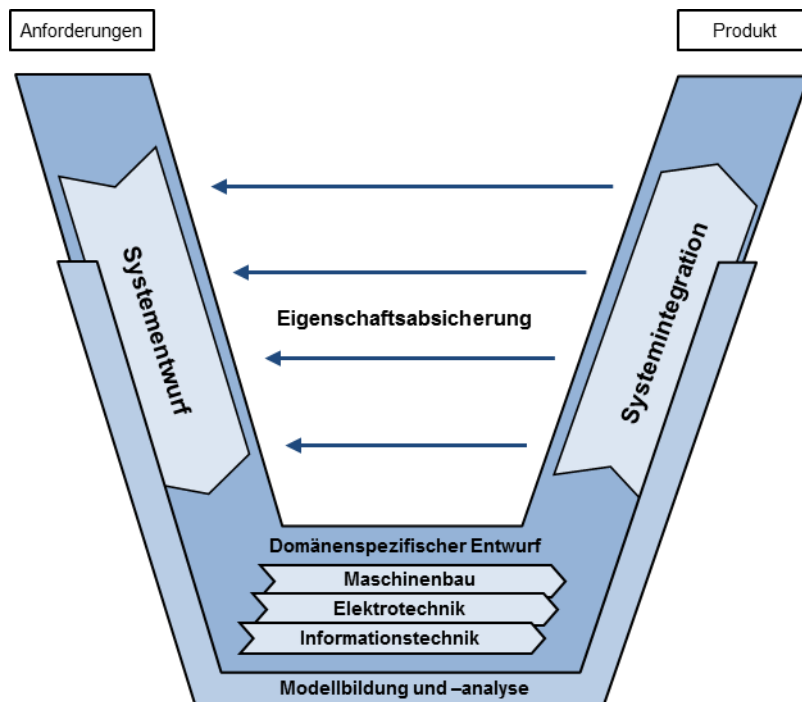 Anforderungen
Produkt
Systementwurf
Eigenschaftsabsicherung
Systemintegration
Domänenspezifischer Entwurf
Maschinenbau
Elektrotechnik
Informationstechnik
Modellbildung und –analyse